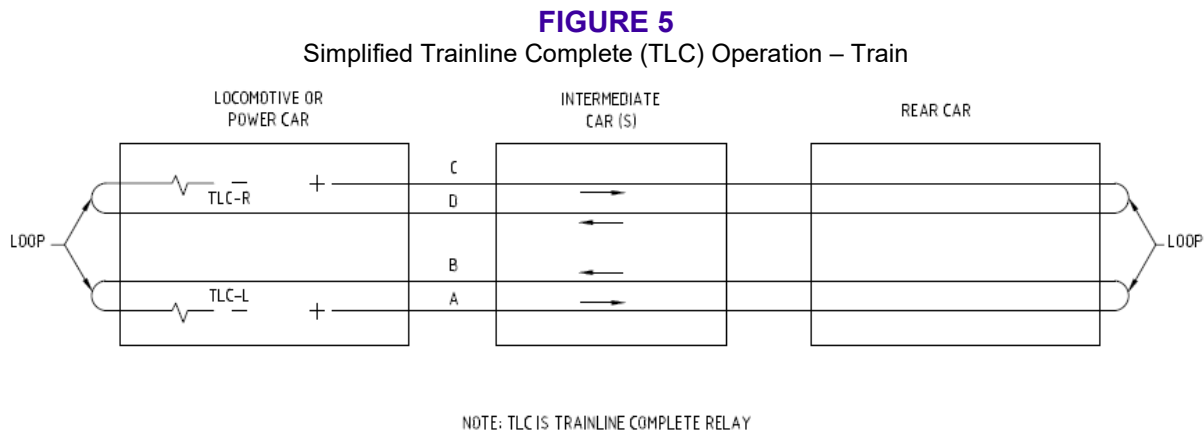 FIGURE 5
Simplified Trainline Complete (TLC) Operation – Train
LOCOMOTIVE OR
POWER CAR
INTERMEDIATE
CAR (S)
REAR CAR
C
TLC-R
D
LOOP
LOOP
B
TLC-L
A
NOTE: TLC IS TRAINLINE COMPLETE RELAY